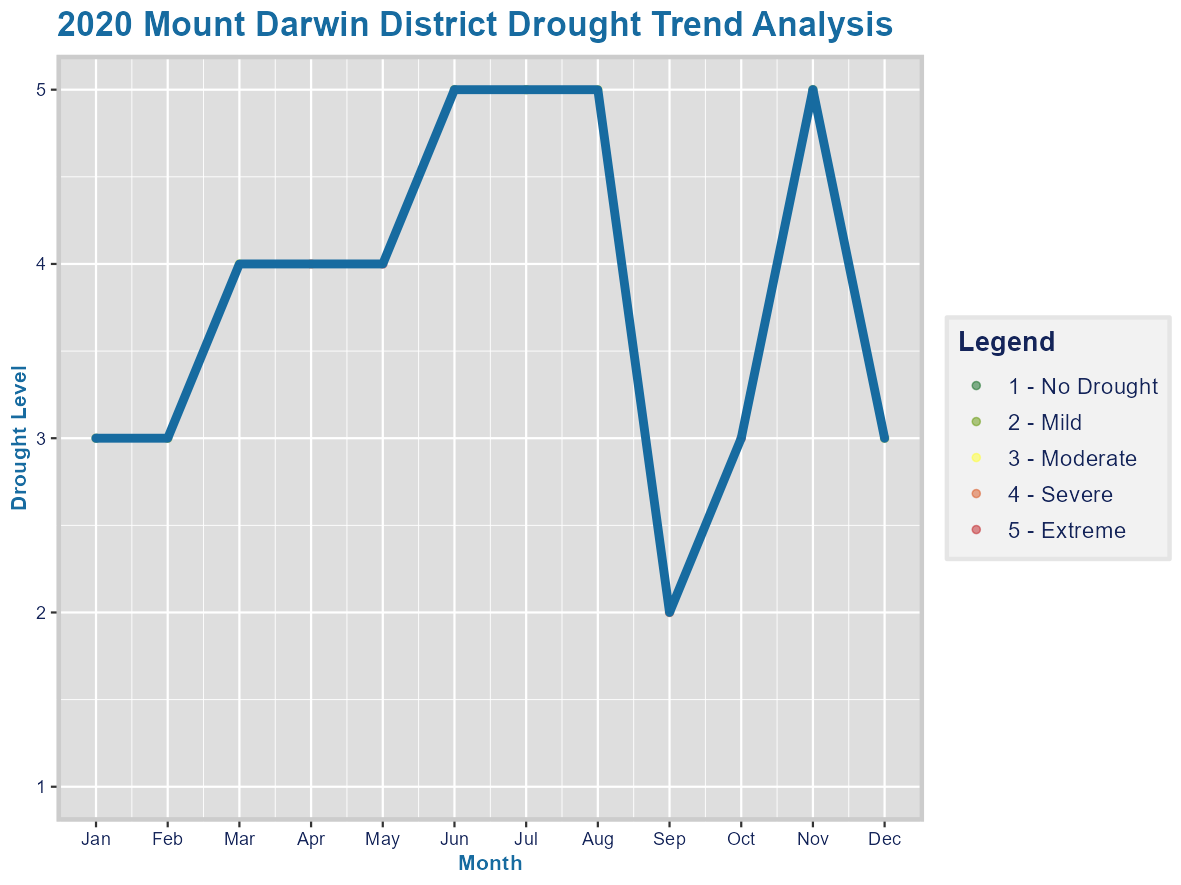 2020 Mount Darwin District Drought Trend Analysis
Drought Level
5
4
3
2
1
Jan Feb Mar Apr May Jun Jul Aug Sep Oct Nov Dec
Month
Legend
1 - No Drought
2 - Mild
3 - Moderate
4 - Severe
5 - Extreme